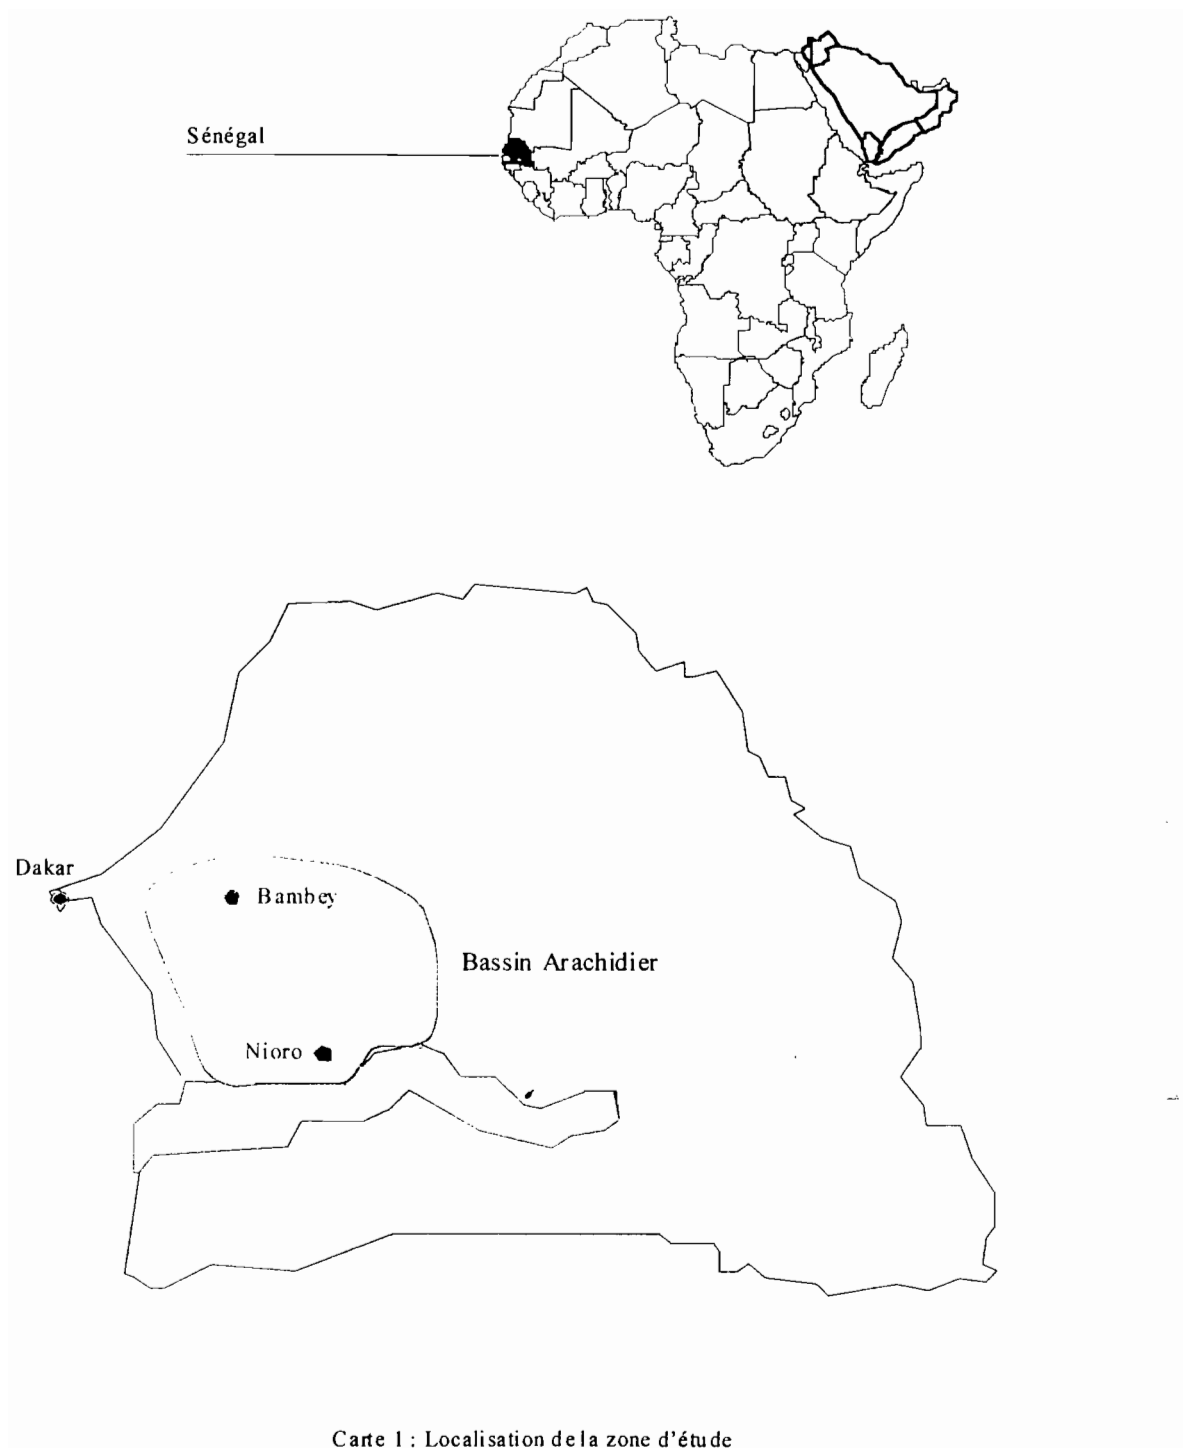 Sénégal
Dakar
Bambey
Bassin Arachidier
Nioro
Carte 1 : Localisation de la zone d'étude